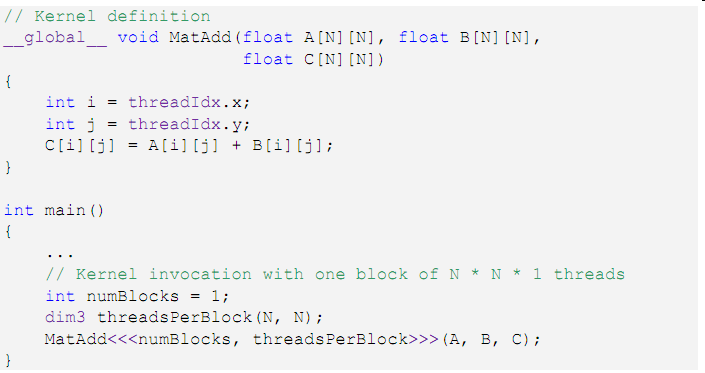 // Kernel definition
__global__ void MatAdd(float A[N][N], float B[N][N],
                       float C[N][N])
{
    int i = threadIdx.x;
    int j = threadIdx.y;
    C[i][j] = A[i][j] + B[i][j];
}

int main()
{
    ...
    // Kernel invocation with one block of N * N * 1 threads
    int numBlocks = 1;
    dim3 threadsPerBlock(N, N);
    MatAdd<<<numBlocks, threadsPerBlock>>>(A, B, C);
}